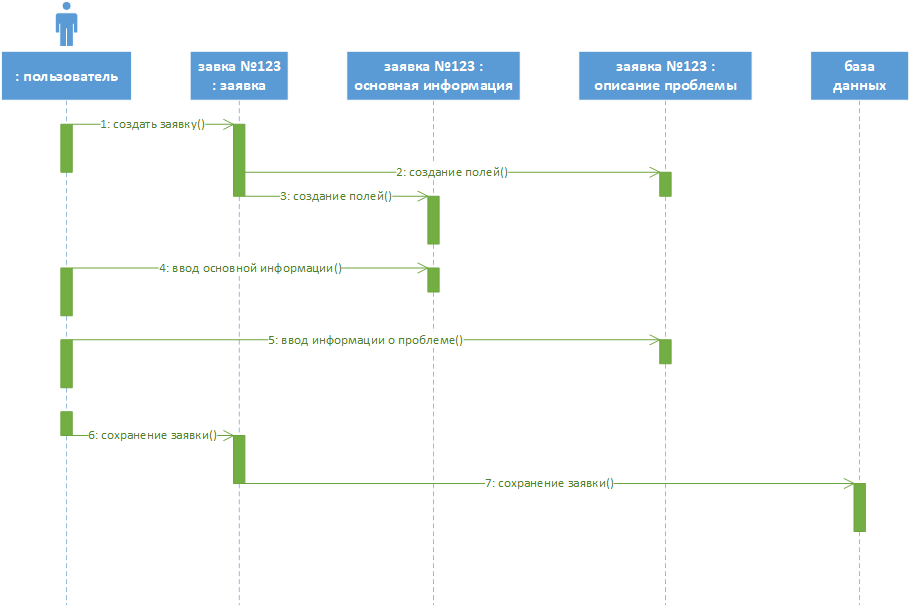 : пользователь
завка №123
: заявка
заявка №123 :
основная информация
заявка №123 :
описание проблемы
база
данных
1: создать заявку()
2: создание полей()
3: создание полей()
4: ввод основной информации()
5: ввод информации о проблеме()
6: сохранение заявки()
7: сохранение заявки()